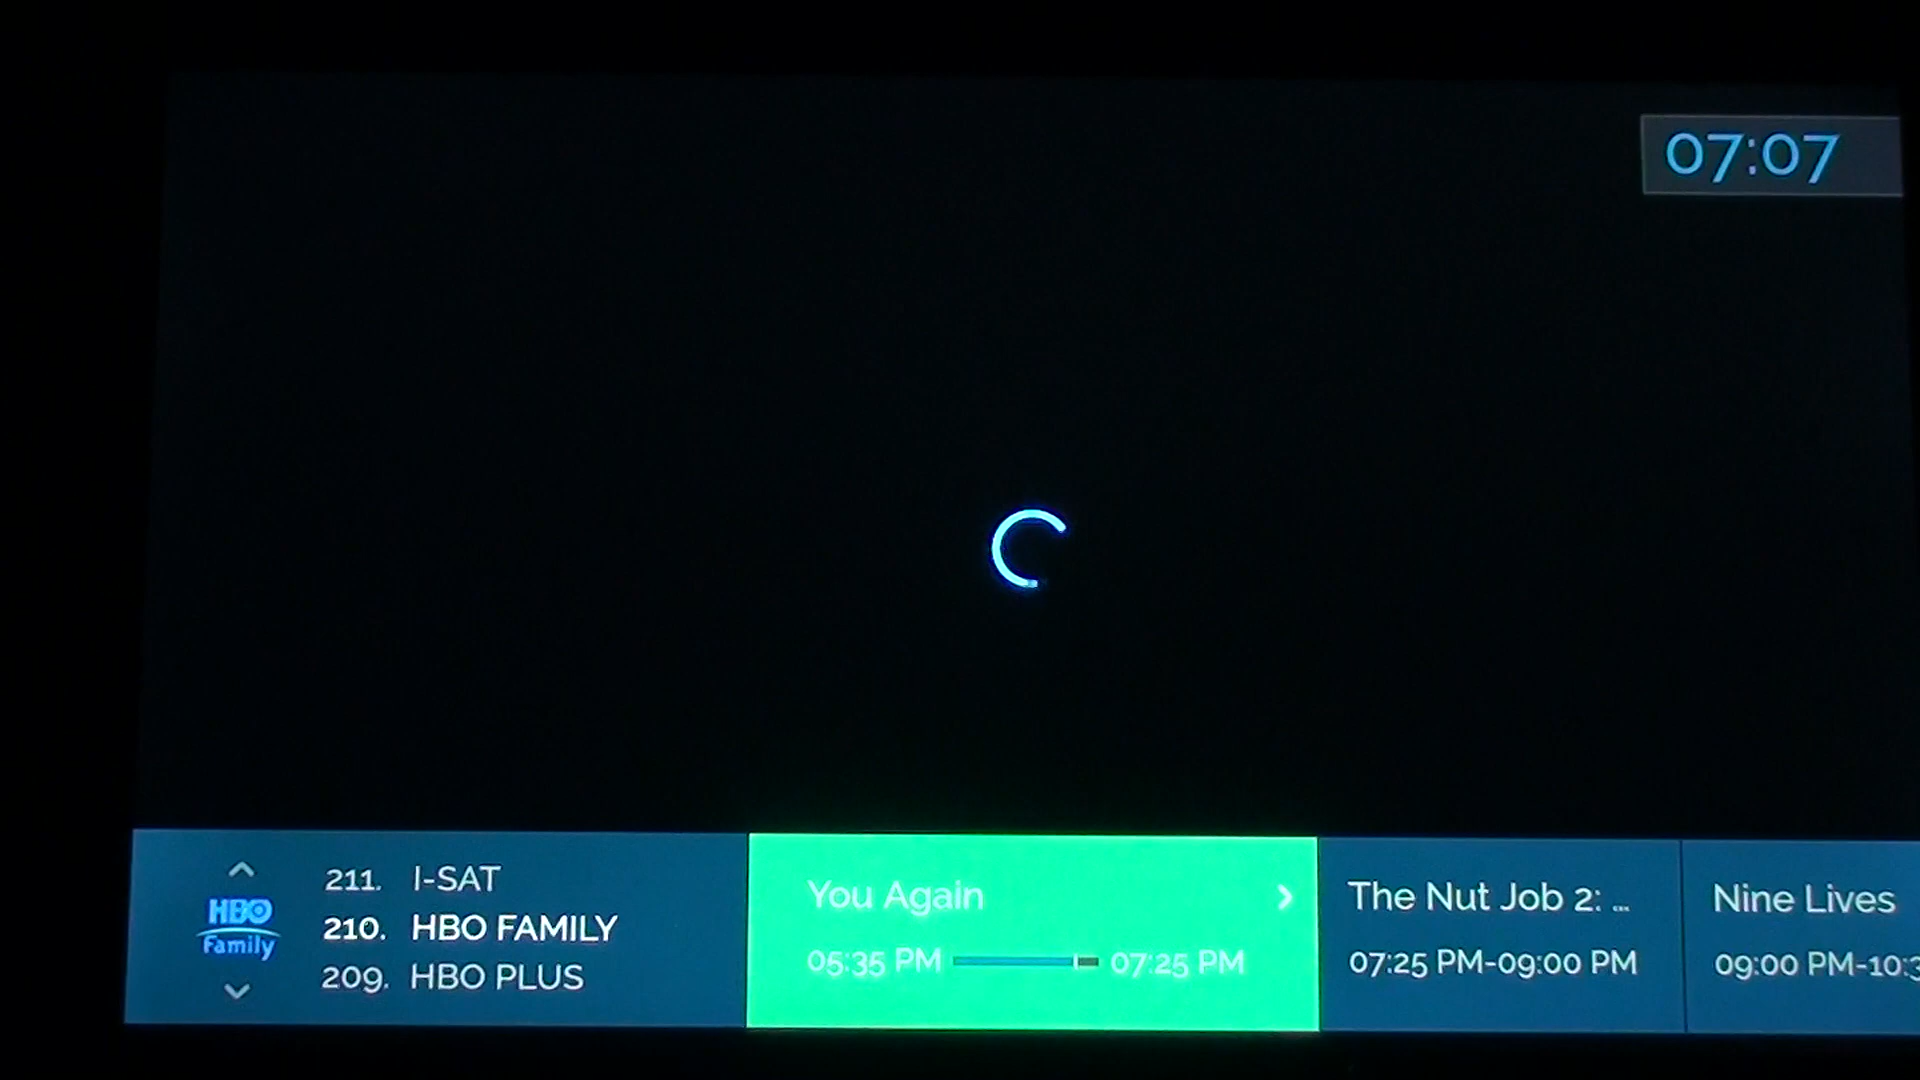 07:07
211. I-SAT
HBO
Family
210. HBO FAMILY
209. HBO PLUS
You Again
05:35 PM 07:25 PM
The Nut Job 2: ...
07:25 PM-09:00 PM
Nine Lives
09:00 PM-10:3